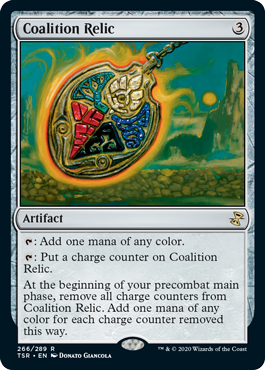 Coalition Relic 3
Artifact
: Add one mana of any color.
: Put a charge counter on Coalition
Relic.
At the beginning of your precombat main
phase, remove all charge counters from
Coalition Relic. Add one mana of any
color for each charge counter removed
this way.
266/289 R
TSR • EN Donato Giancola
™ & © 2020 Wizards of the Coast